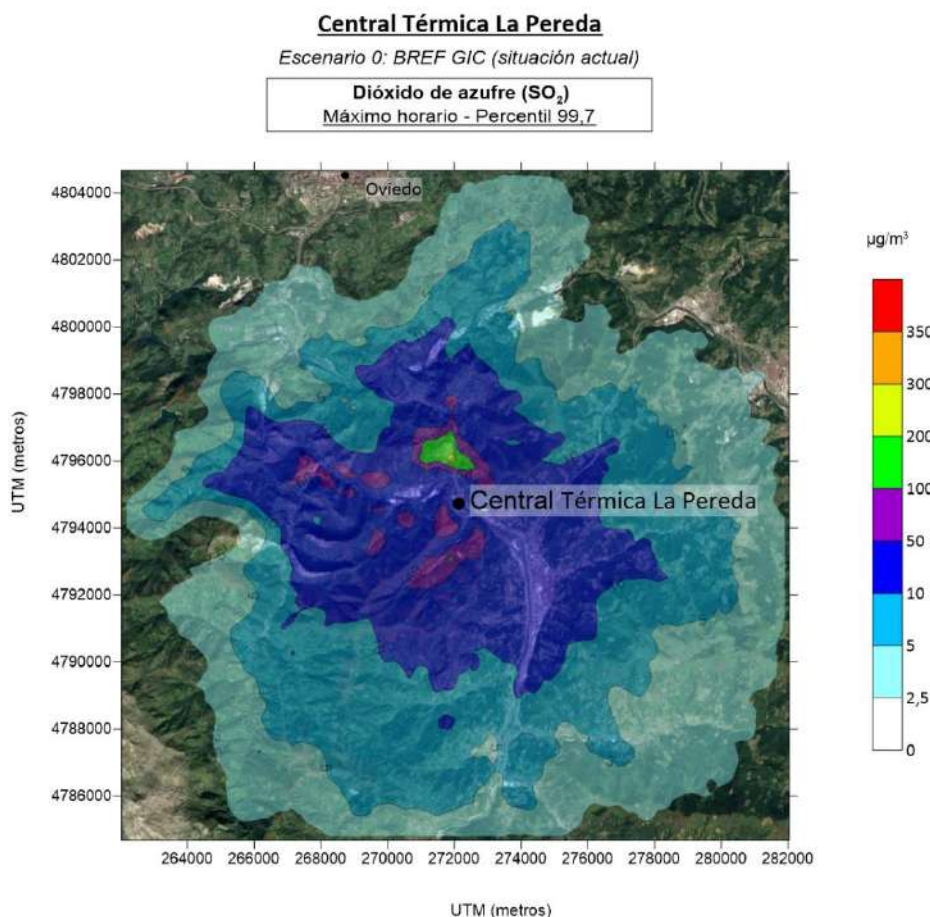 Central Térmica La Pereda
Escenario 0: BREF GIC (situación actual)
Dióxido de azufre (SO₂)
Máximo horario - Percentil 99,7
4804000
Oviedo
4802000
4800000
4798000
4796000
4794000
4792000
4790000
4788000
4786000
UTM (metros)
Central Térmica La Pereda
µg/m³
350
300
200
100
50
10
5
2,5
0
264000 266000 268000 270000 272000 274000 276000 278000 280000 282000
UTM (metros)